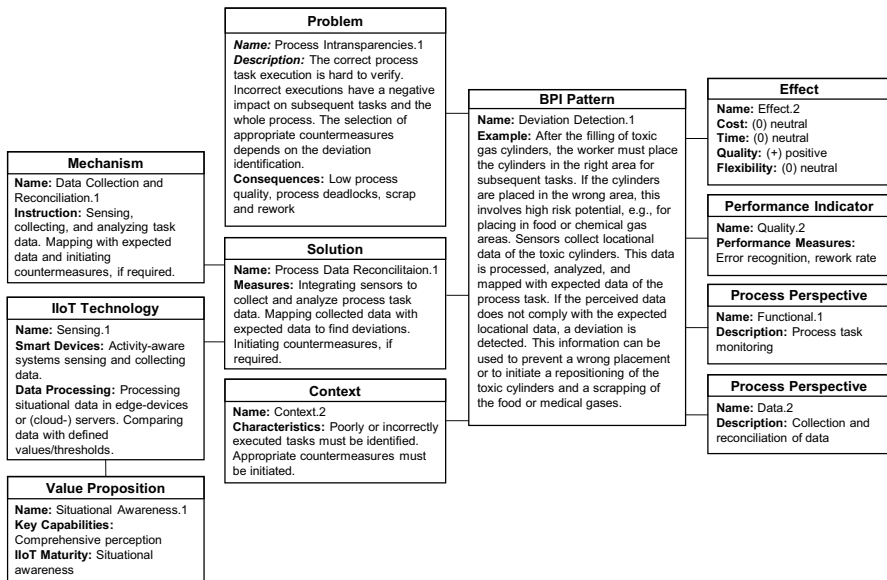 Problem
Name: Process Intransparencies.1
Description: The correct process
task execution is hard to verify.
Incorrect executions have a negative
impact on subsequent tasks and the
whole process. The selection of
appropriate countermeasures
depends on the deviation
identification.
Consequences: Low process
quality, process deadlocks, scrap
and rework
Mechanism
Name: Data Collection and
Reconciliation.1
Instruction: Sensing,
collecting, and analyzing task
data. Mapping with expected
data and initiating
countermeasures, if required.
Solution
Name: Process Data Reconcilitaion.1
Measures: Integrating sensors to
collect and analyze process task
data. Mapping collected data with
expected data to find deviations.
Initiating countermeasures, if
required.
IIoT Technology
Name: Sensing.1
Smart Devices: Activity-aware
systems sensing and collecting
data.
Data Processing: Processing
situational data in edge-devices
or (cloud-) servers. Comparing
data with defined
values/thresholds.
Context
Name: Context.2
Characteristics: Poorly or incorrectly
executed tasks must be identified.
Appropriate countermeasures must
be initiated.
Value Proposition
Name: Situational Awareness.1
Key Capabilities:
Comprehensive perception
IIoT Maturity: Situational
awareness
BPI Pattern
Name: Deviation Detection.1
Example: After the filling of toxic
gas cylinders, the worker must place
the cylinders in the right area for
subsequent tasks. If the cylinders
are placed in the wrong area, this
involves high risk potential, e.g., for
placing in food or chemical gas
areas. Sensors collect locational
data of the toxic cylinders. This data
is processed, analyzed, and
mapped with expected data of the
process task. If the perceived data
does not comply with the expected
locational data, a deviation is
detected. This information can be
used to prevent a wrong placement
or to initiate a repositioning of the
toxic cylinders and a scrapping of
the food or medical gases.
Effect
Name: Effect.2
Cost: (0) neutral
Time: (0) neutral
Quality: (+) positive
Flexibility: (0) neutral
Performance Indicator
Name: Quality.2
Performance Measures:
Error recognition, rework rate
Process Perspective
Name: Functional.1
Description: Process task
monitoring
Process Perspective
Name: Data.2
Description: Collection and
reconciliation of data